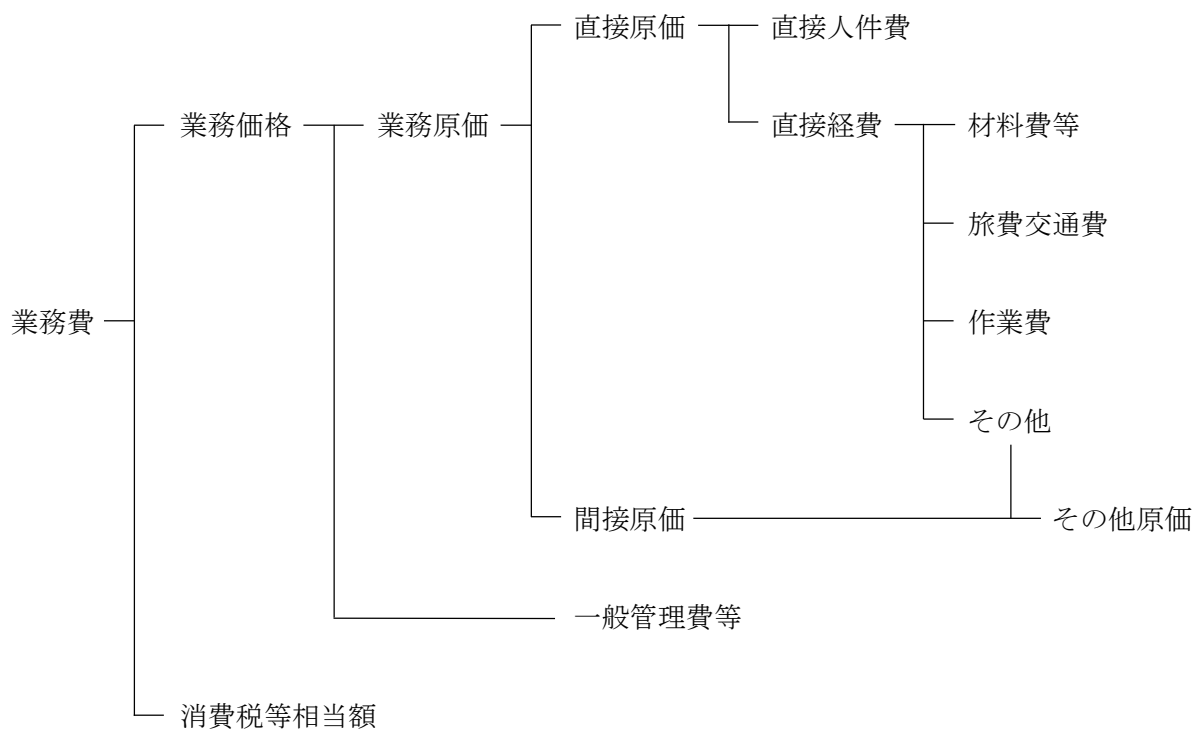 直接原価 直接人件費
業務価格 業務原価 直接経費 材料費等
旅費交通費
業務費 作業費
その他
間接原価 その他原価
一般管理費等
消費税等相当額